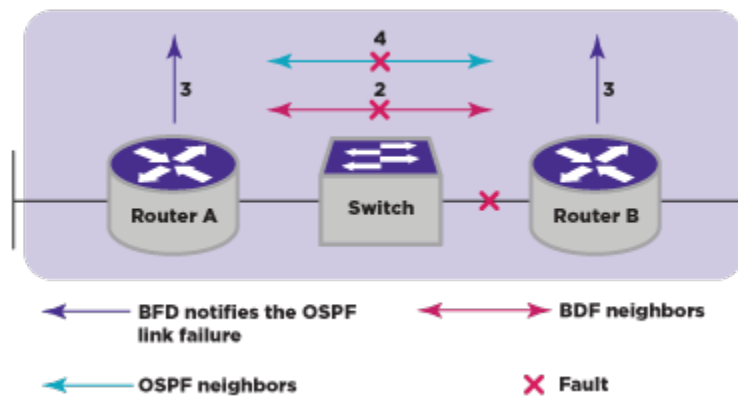 4
3
2
3
Router A
Switch
Router B
BFD notifies the OSPF
link failure
BDF neighbors
OSPF neighbors
Fault